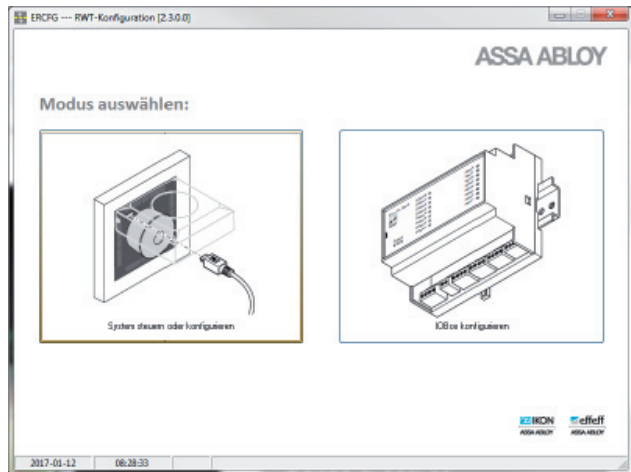 ERCFG --- RWT-Konfiguration [2.3.0.0]
ASSA ABLOY
Modus auswählen:
System steuern oder konfigurieren
IOBox konfigurieren
IKON
ASSA ABLOY
effeff
ASSA ABLOY
2017-01-12
08:28:33